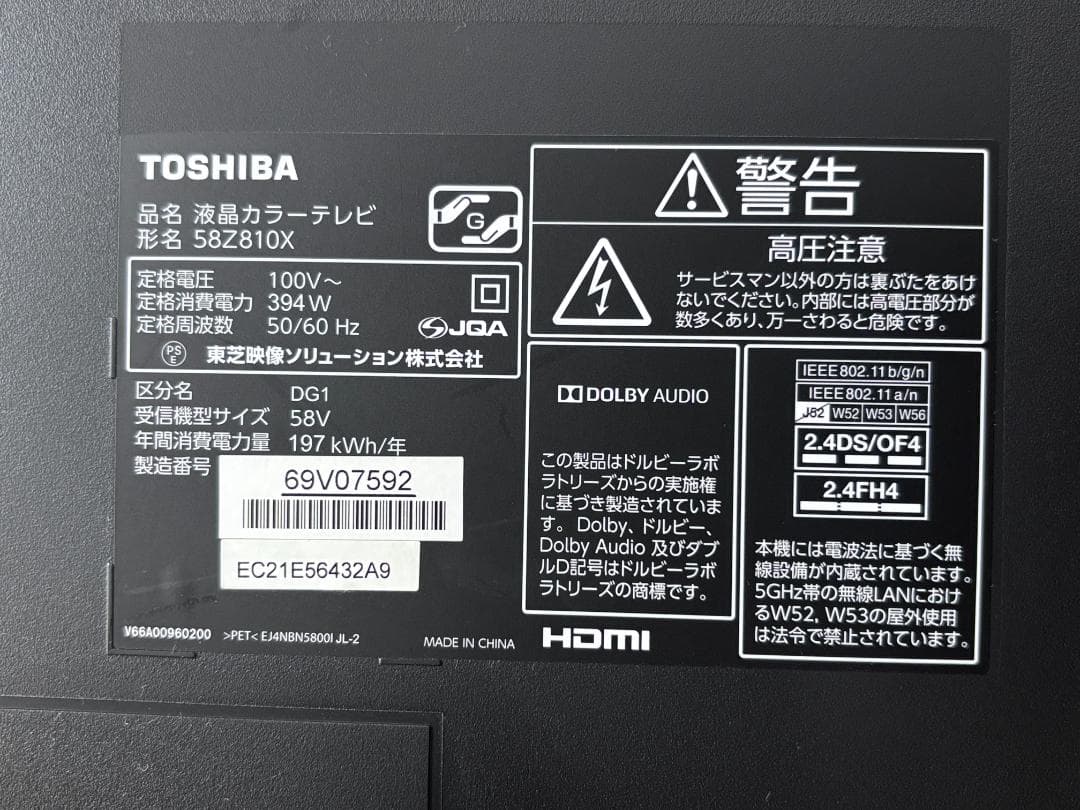 TOSHIBA
品名 液晶カラーテレビ
形名 58Z810X
G
定格電圧 100V～
定格消費電力 394W
定格周波数 50/60 Hz
JQA
PS
E
東芝映像ソリューション株式会社
区分名 DG1
受信機型サイズ 58V
年間消費電力量 197 kWh/年
製造番号
69V07592
EC21E56432A9
V66A00960200 >PET< EJ4NBN5800I JL-2
MADE IN CHINA
警告
高圧注意
サービスマン以外の方は裏ぶたをあけ
ないでください。内部には高電圧部分が
数多くあり、万一さわると危険です。
DOLBY AUDIO
この製品はドルビーラボ
ラトリーズからの実施権
に基づき製造されていま
す。Dolby、ドルビー、
Dolby Audio 及びダブ
ルD記号はドルビーラボ
ラトリーズの商標です。
HDMI
IEEE802.11b/g/n
IEEE802.11a/n
J52 W52 W53 W56
2.4DS/OF4
2.4FH4
本機には電波法に基づく無
線設備が内蔵されています。
5GHz帯の無線LANにおけ
るW52, W53の屋外使用
は法令で禁止されています。